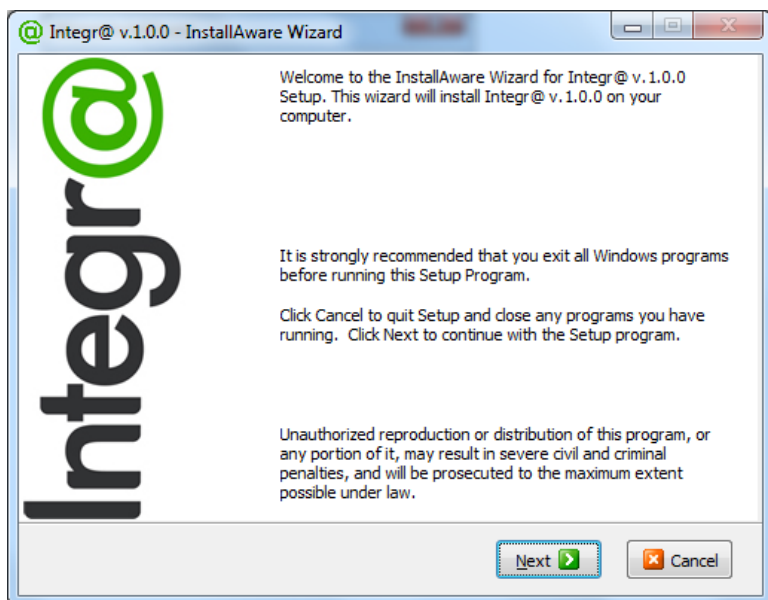 Integr@ v.1.0.0 - InstallAware Wizard
Integr@
Welcome to the InstallAware Wizard for Integr@ v.1.0.0
Setup. This wizard will install Integr@ v.1.0.0 on your
computer.
It is strongly recommended that you exit all Windows programs
before running this Setup Program.
Click Cancel to quit Setup and close any programs you have
running.  Click Next to continue with the Setup program.
Unauthorized reproduction or distribution of this program, or
any portion of it, may result in severe civil and criminal
penalties, and will be prosecuted to the maximum extent
possible under law.
Next
Cancel